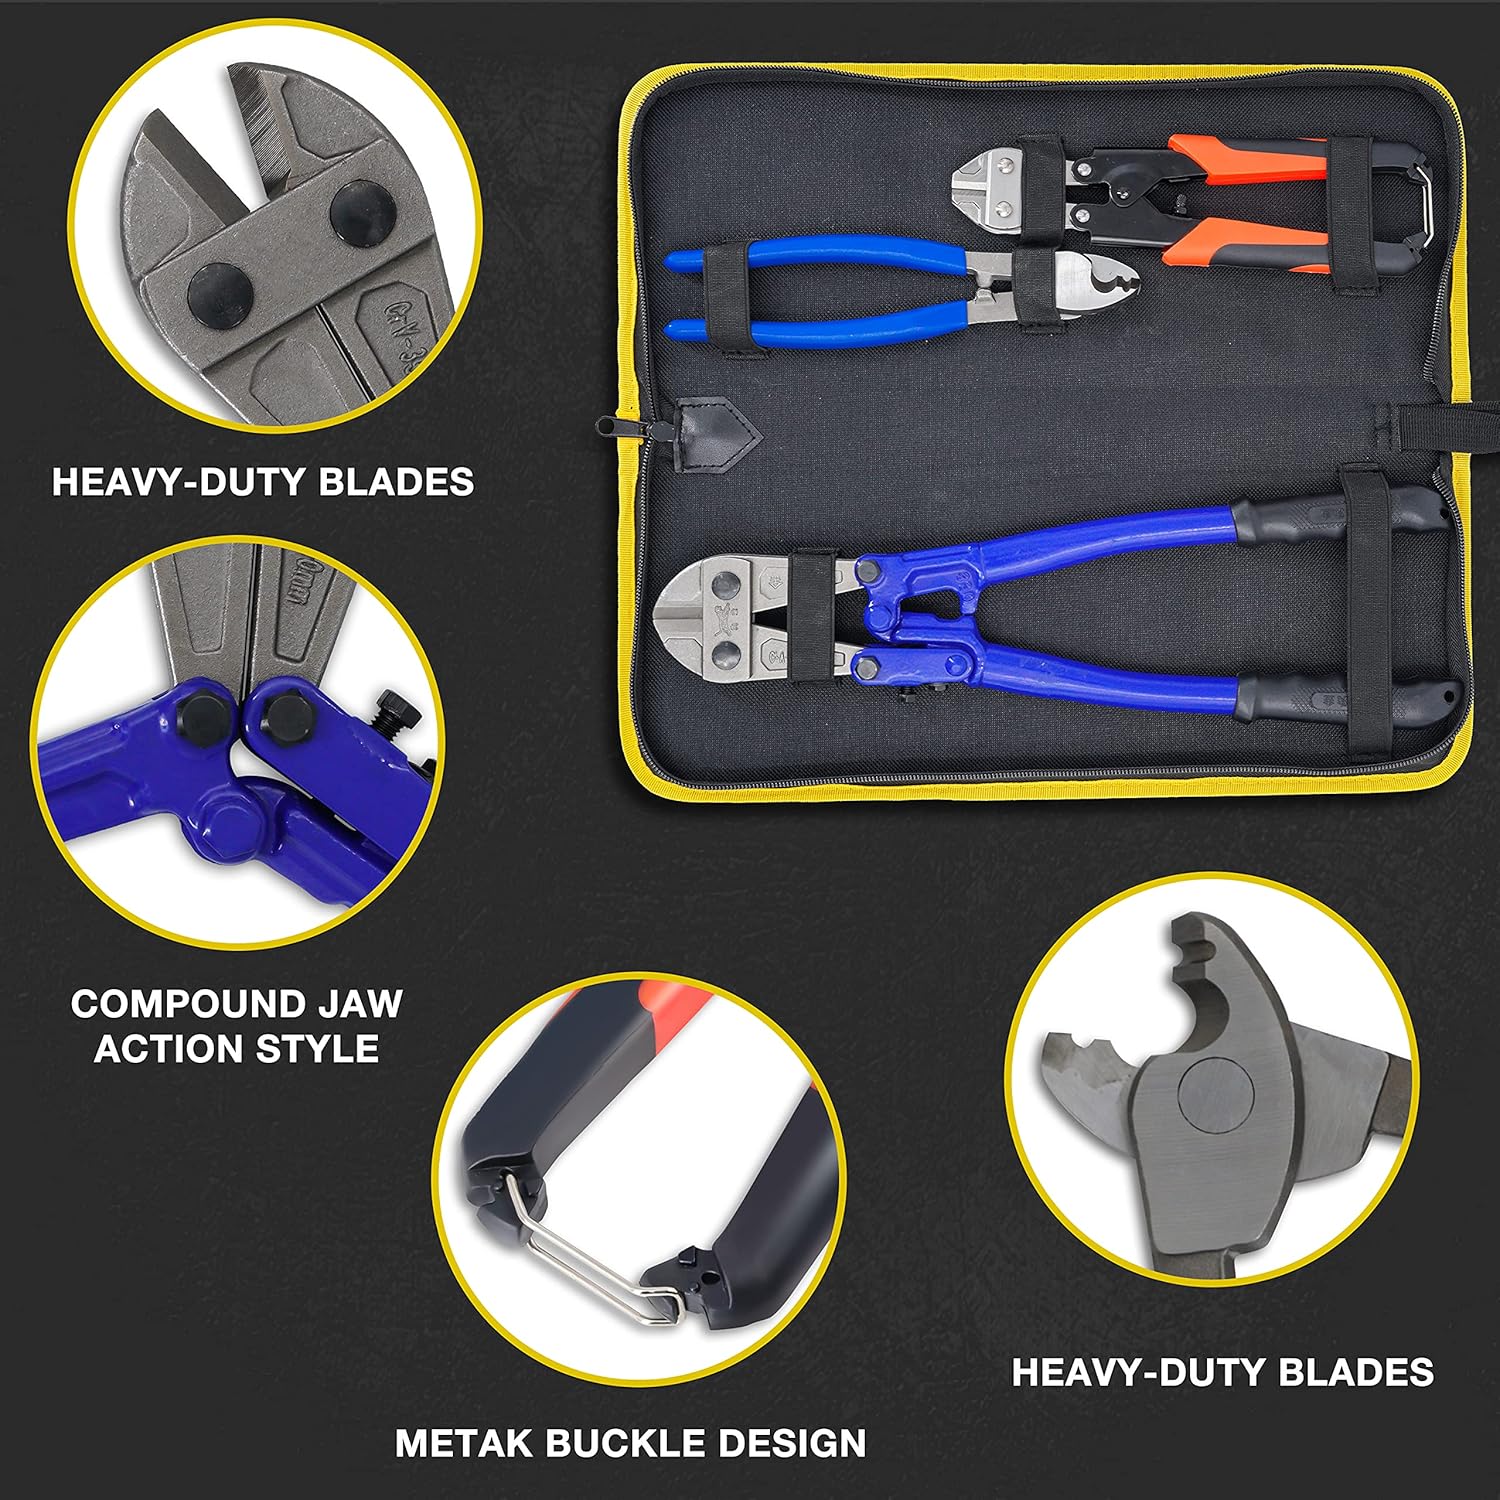 HEAVY-DUTY BLADES
COMPOUND JAW
ACTION STYLE
METAK BUCKLE DESIGN
HEAVY-DUTY BLADES